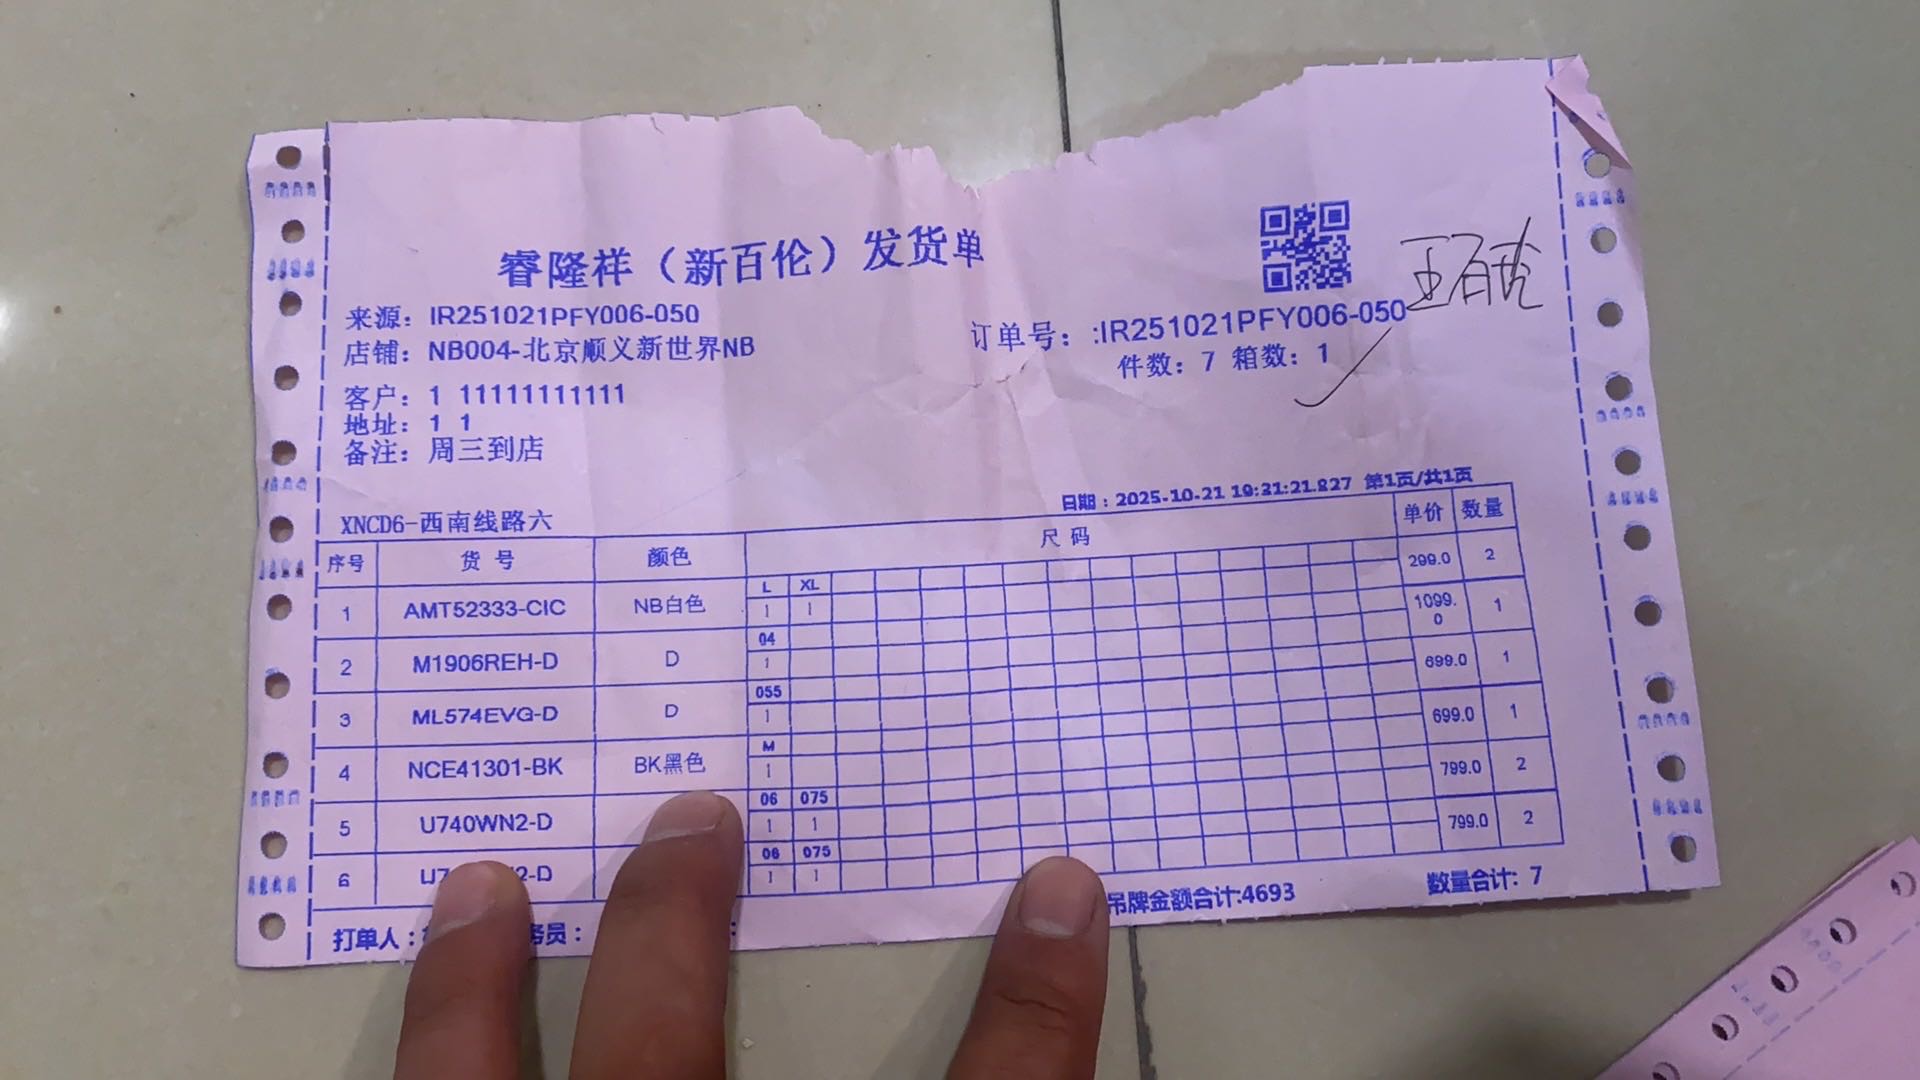 睿隆祥（新百伦）发货单
来源：IR251021PFY006-050
订单号：:IR251021PFY006-050
店铺：NB004-北京顺义新世界NB
件数：7 箱数：1
客户：1 11111111111
地址：1 1
备注：周三到店
日期：2025-10-21 19:31:21.827 第1页/共1页
XNCD6-西南线路六
序号 货号 颜色 尺码 单价 数量
L XL
1 AMT52333-CIC NB白色 1 1 299.0 2
04
2 M1906REH-D D 1 1099.0 1
055
3 ML574EVG-D D 1 699.0 1
M
4 NCE41301-BK BK黑色 1 699.0 1
06 075
5 U740WN2-D 1 1 799.0 2
06 075
6 U7 2-D 1 1 799.0 2
打单人： 务员： ： 吊牌金额合计:4693 数量合计：7